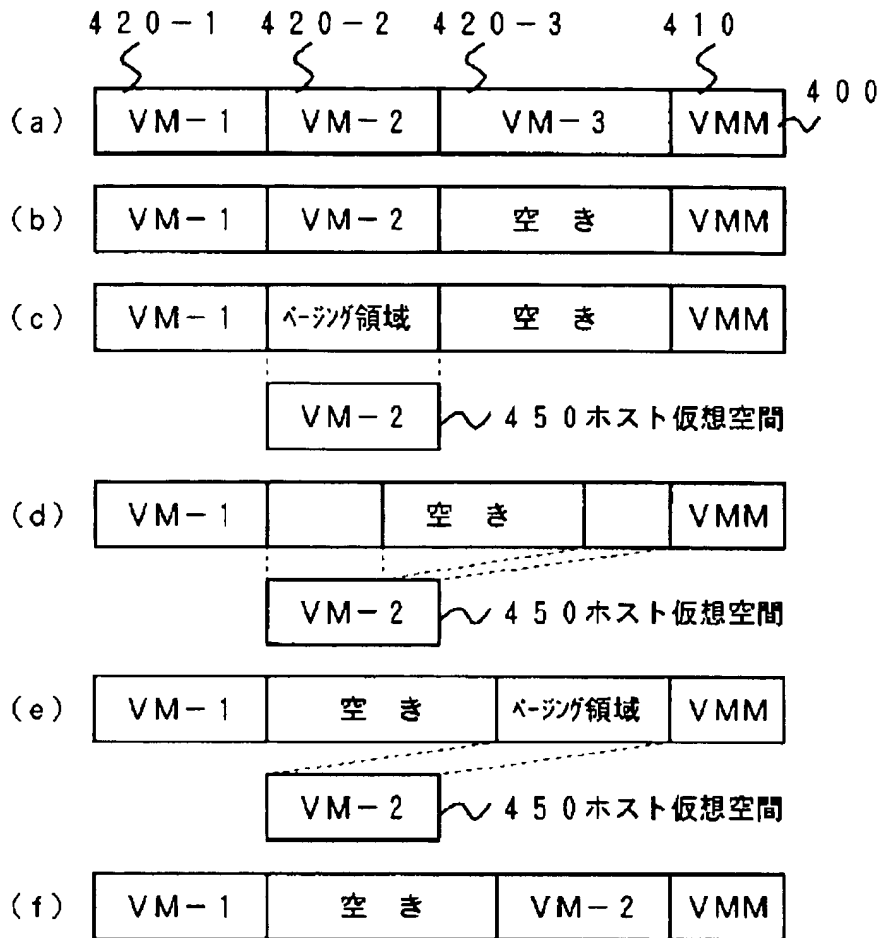 420-1 420-2 420-3 410
400
(a) VM-1 VM-2 VM-3 VMM
(b) VM-1 VM-2 空き VMM
(c) VM-1 ページング領域 空き VMM
VM-2 450ホスト仮想空間
(d) VM-1 空き VMM
VM-2 450ホスト仮想空間
(e) VM-1 空き ページング領域 VMM
VM-2 450ホスト仮想空間
(f) VM-1 空き VM-2 VMM